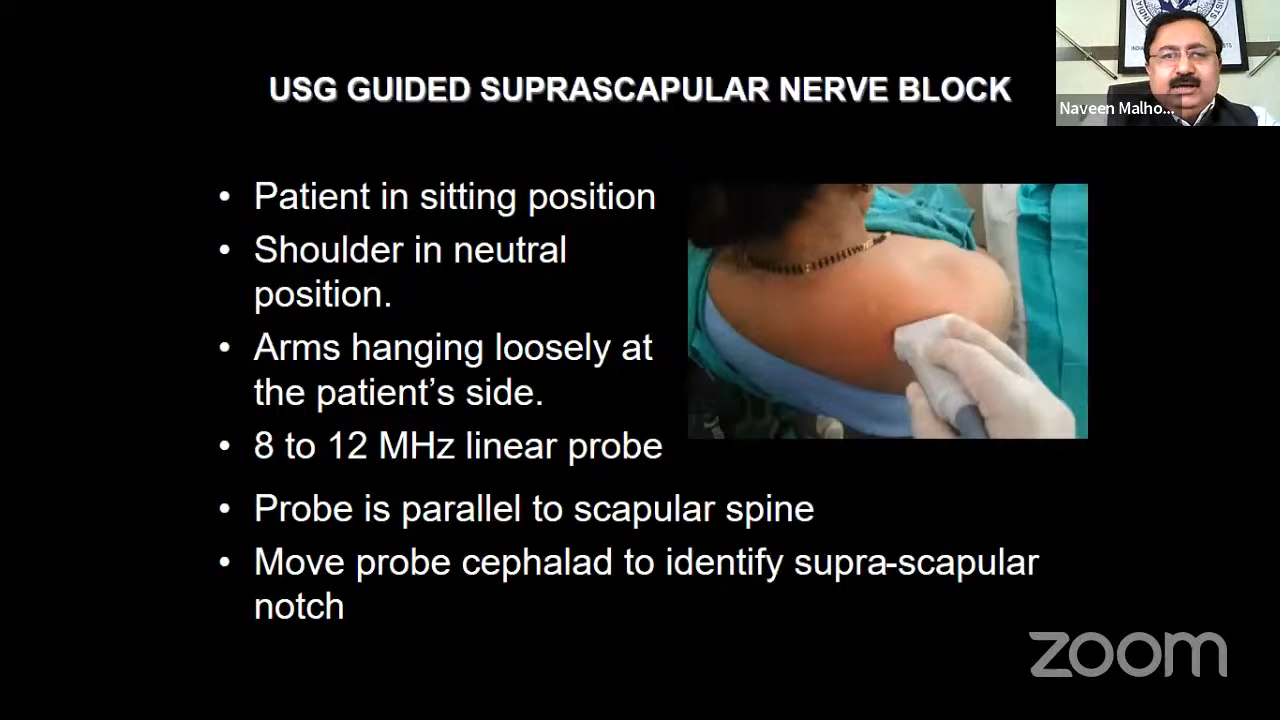 USG GUIDED SUPRASCAPULAR NERVE BLOCK
Naveen Malho...
• Patient in sitting position
• Shoulder in neutral
position.
• Arms hanging loosely at
the patient’s side.
• 8 to 12 MHz linear probe
• Probe is parallel to scapular spine
• Move probe cephalad to identify supra-scapular
notch
zoom